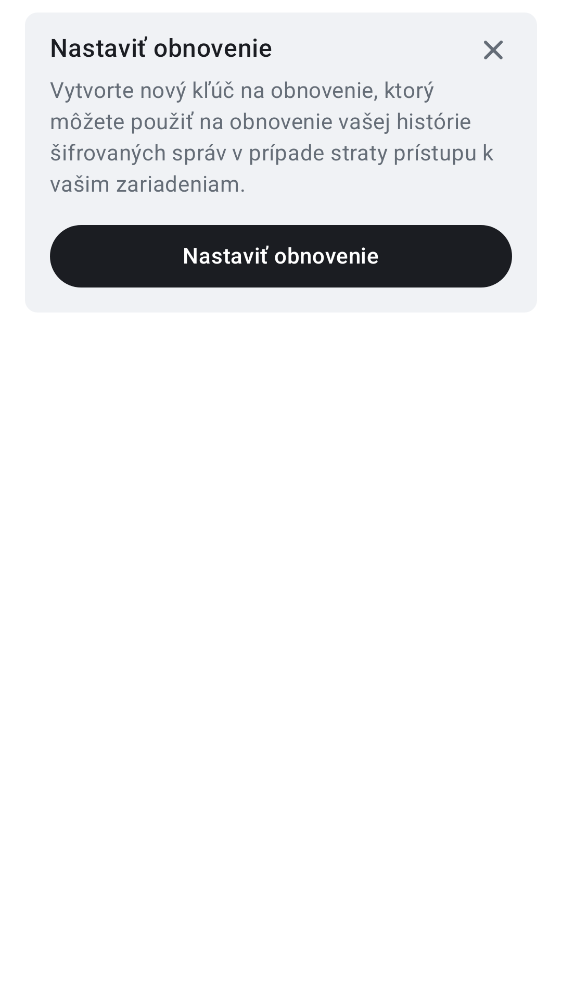 Nastaviť obnovenie
Vytvorte nový kľúč na obnovenie, ktorý
môžete použiť na obnovenie vašej histórie
šifrovaných správ v prípade straty prístupu k
vašim zariadeniam.
Nastaviť obnovenie